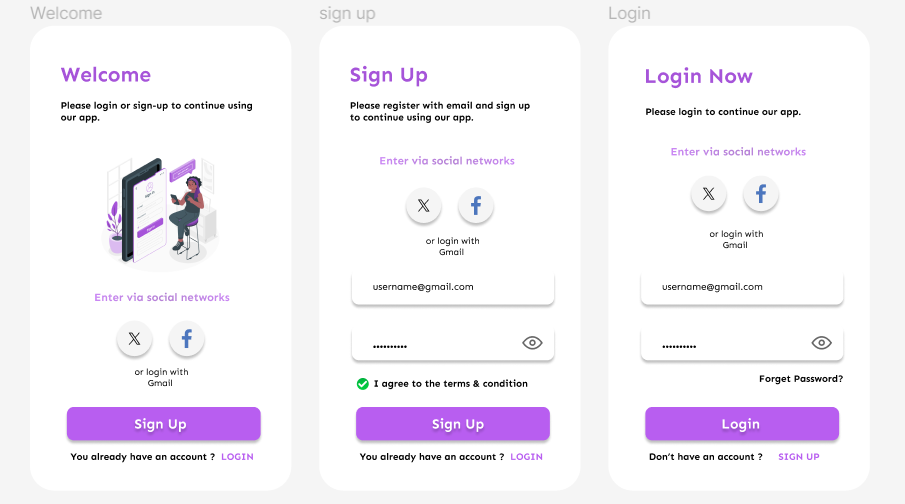 Welcome
Welcome
Please login or sign-up to continue using
our app.
Sign in
Enter via social networks
or login with
Gmail
Sign Up
You already have an account ? LOGIN
sign up
Sign Up
Please register with email and sign up
to continue using our app.
Enter via social networks
or login with
Gmail
username@gmail.com
••••••••••
I agree to the terms & condition
Sign Up
You already have an account ? LOGIN
Login
Login Now
Please login to continue our app.
Enter via social networks
or login with
Gmail
username@gmail.com
••••••••••
Forget Password?
Login
Don't have an account ? SIGN UP